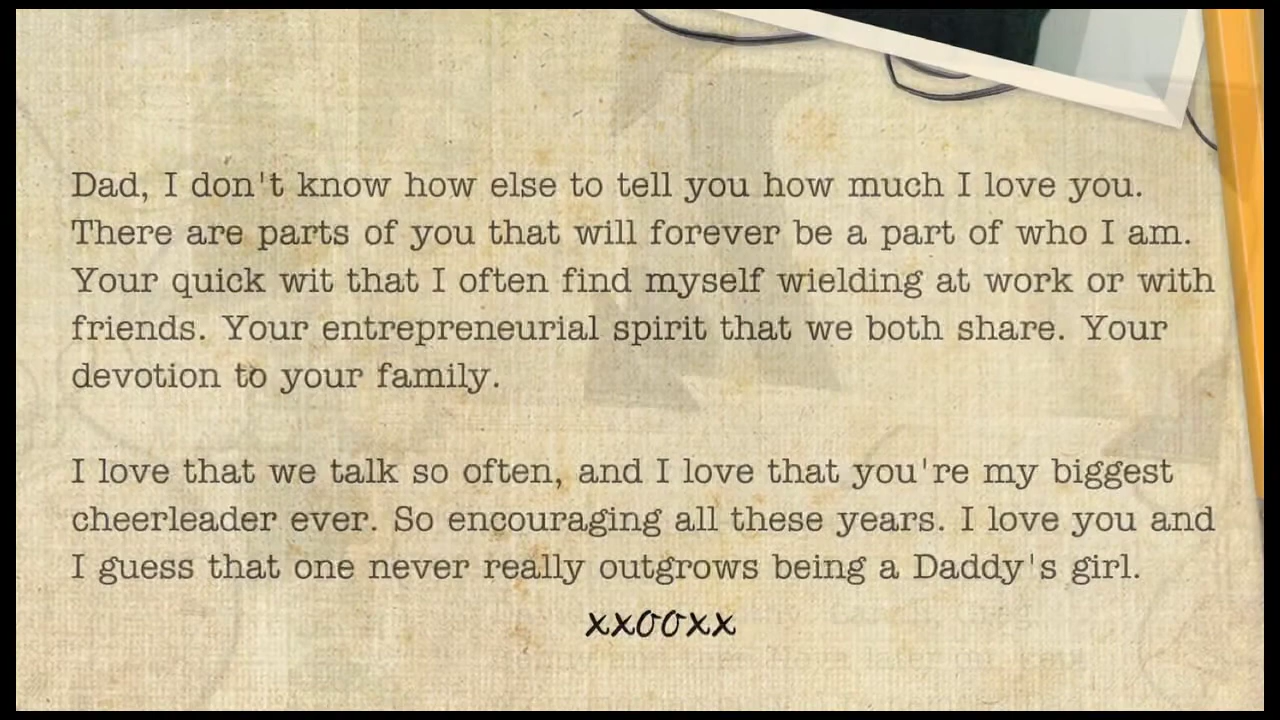 Dad, I don't know how else to tell you how much I love you.
There are parts of you that will forever be a part of who I am.
Your quick wit that I often find myself wielding at work or with
friends. Your entrepreneurial spirit that we both share. Your
devotion to your family.
I love that we talk so often, and I love that you're my biggest
cheerleader ever. So encouraging all these years. I love you and
I guess that one never really outgrows being a Daddy's girl.
xxooxx